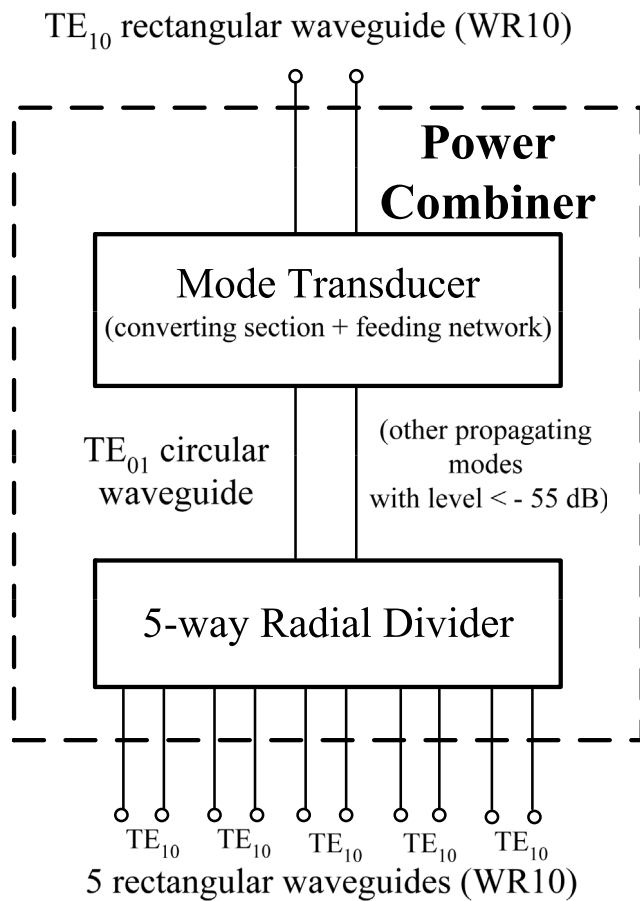 TE₁₀ rectangular waveguide (WR10)
Power
Combiner
Mode Transducer
(converting section + feeding network)
TE₀₁ circular
waveguide
(other propagating
modes
with level < - 55 dB)
5-way Radial Divider
TE₁₀ TE₁₀ TE₁₀ TE₁₀ TE₁₀
5 rectangular waveguides (WR10)